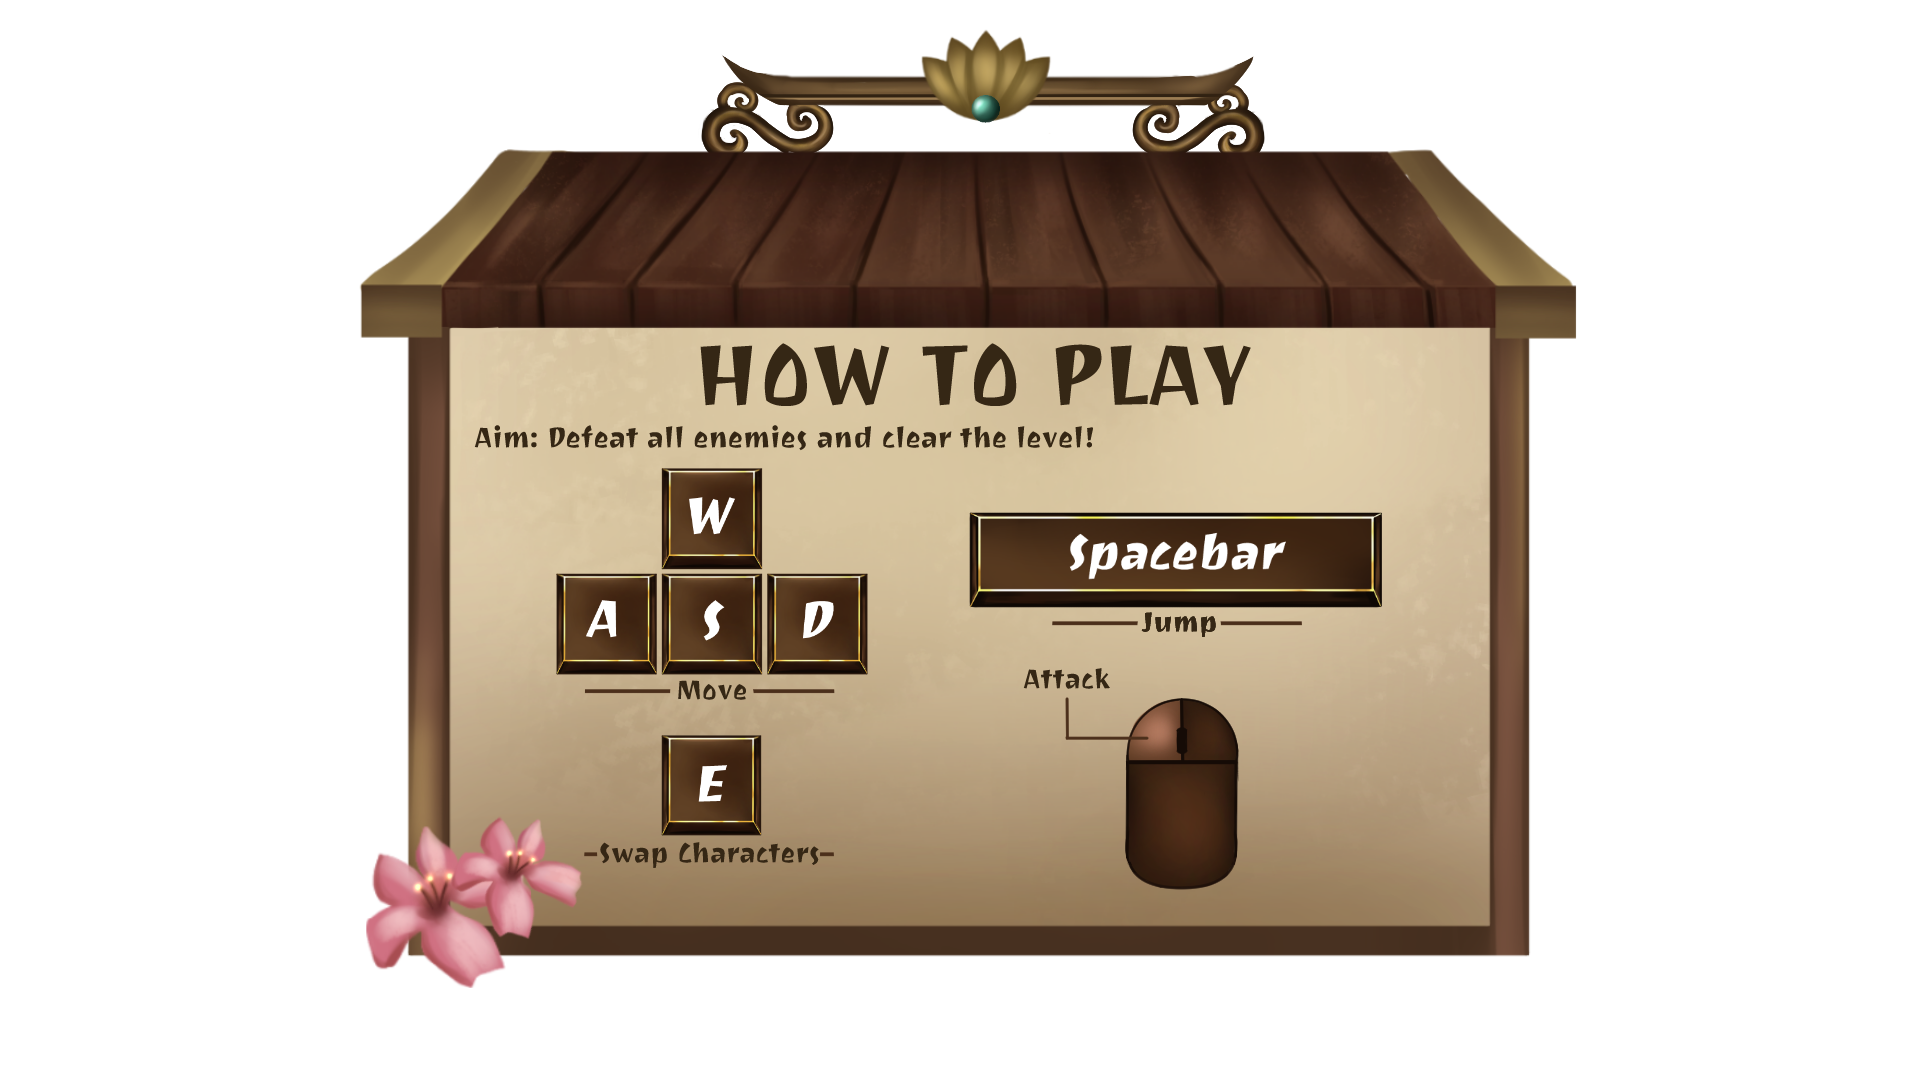 HOW TO PLAY
Aim: Defeat all enemies and clear the level!
W
A S D
Move
E
-Swap Characters-
Spacebar
Jump
Attack